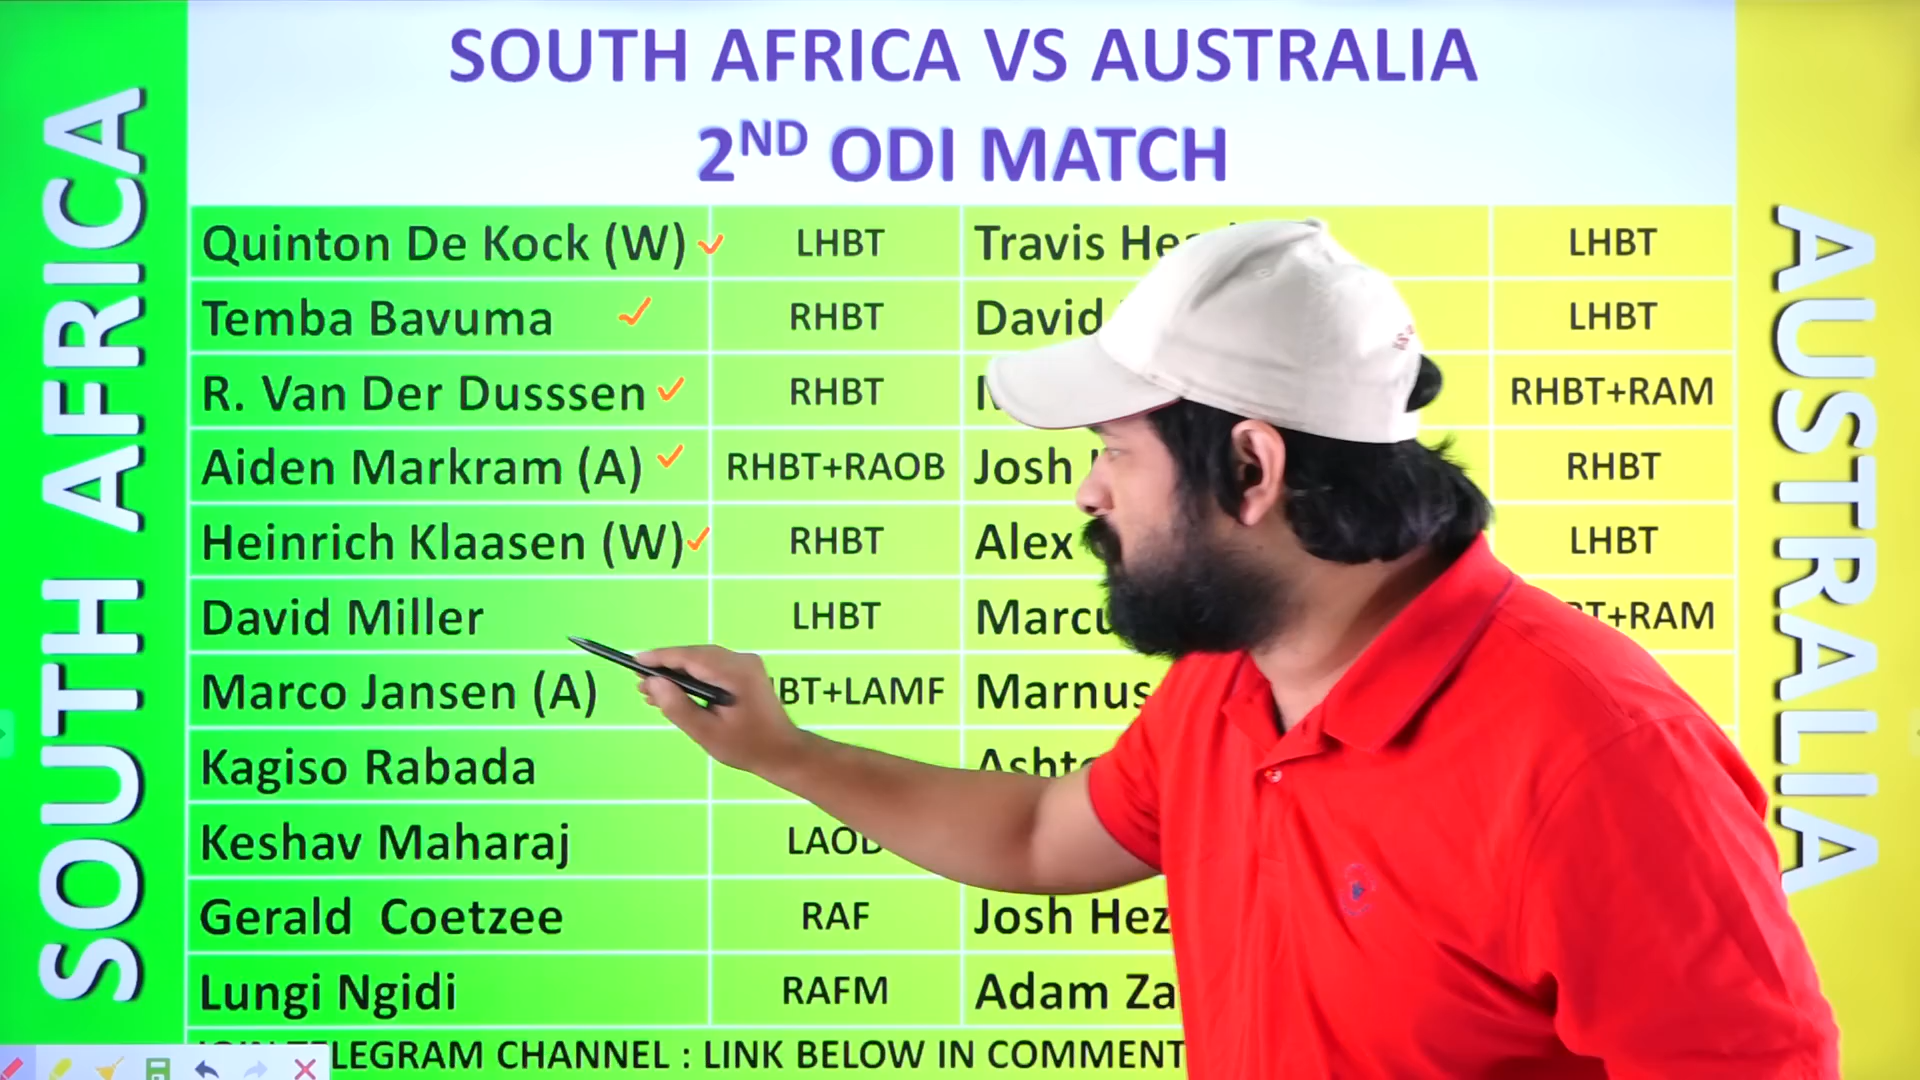 SOUTH AFRICA VS AUSTRALIA
2ND ODI MATCH
SOUTH AFRICA
AUSTRALIA
Quinton De Kock (W) LHBT Travis LHBT
Temba Bavuma RHBT David LHBT
R. Van Der Dusssen RHBT RHBT+RAM
Aiden Markram (A) RHBT+RAOB Josh RHBT
Heinrich Klaasen (W) RHBT Alex LHBT
David Miller LHBT +RAM
Marco Jansen (A) BT+LAMF Marnus
Kagiso Rabada
Keshav Maharaj
Gerald Coetzee RAF Josh Hez
Lungi Ngidi RAFM Adam Za
LEGRAM CHANNEL : LINK BELOW IN COMMENT